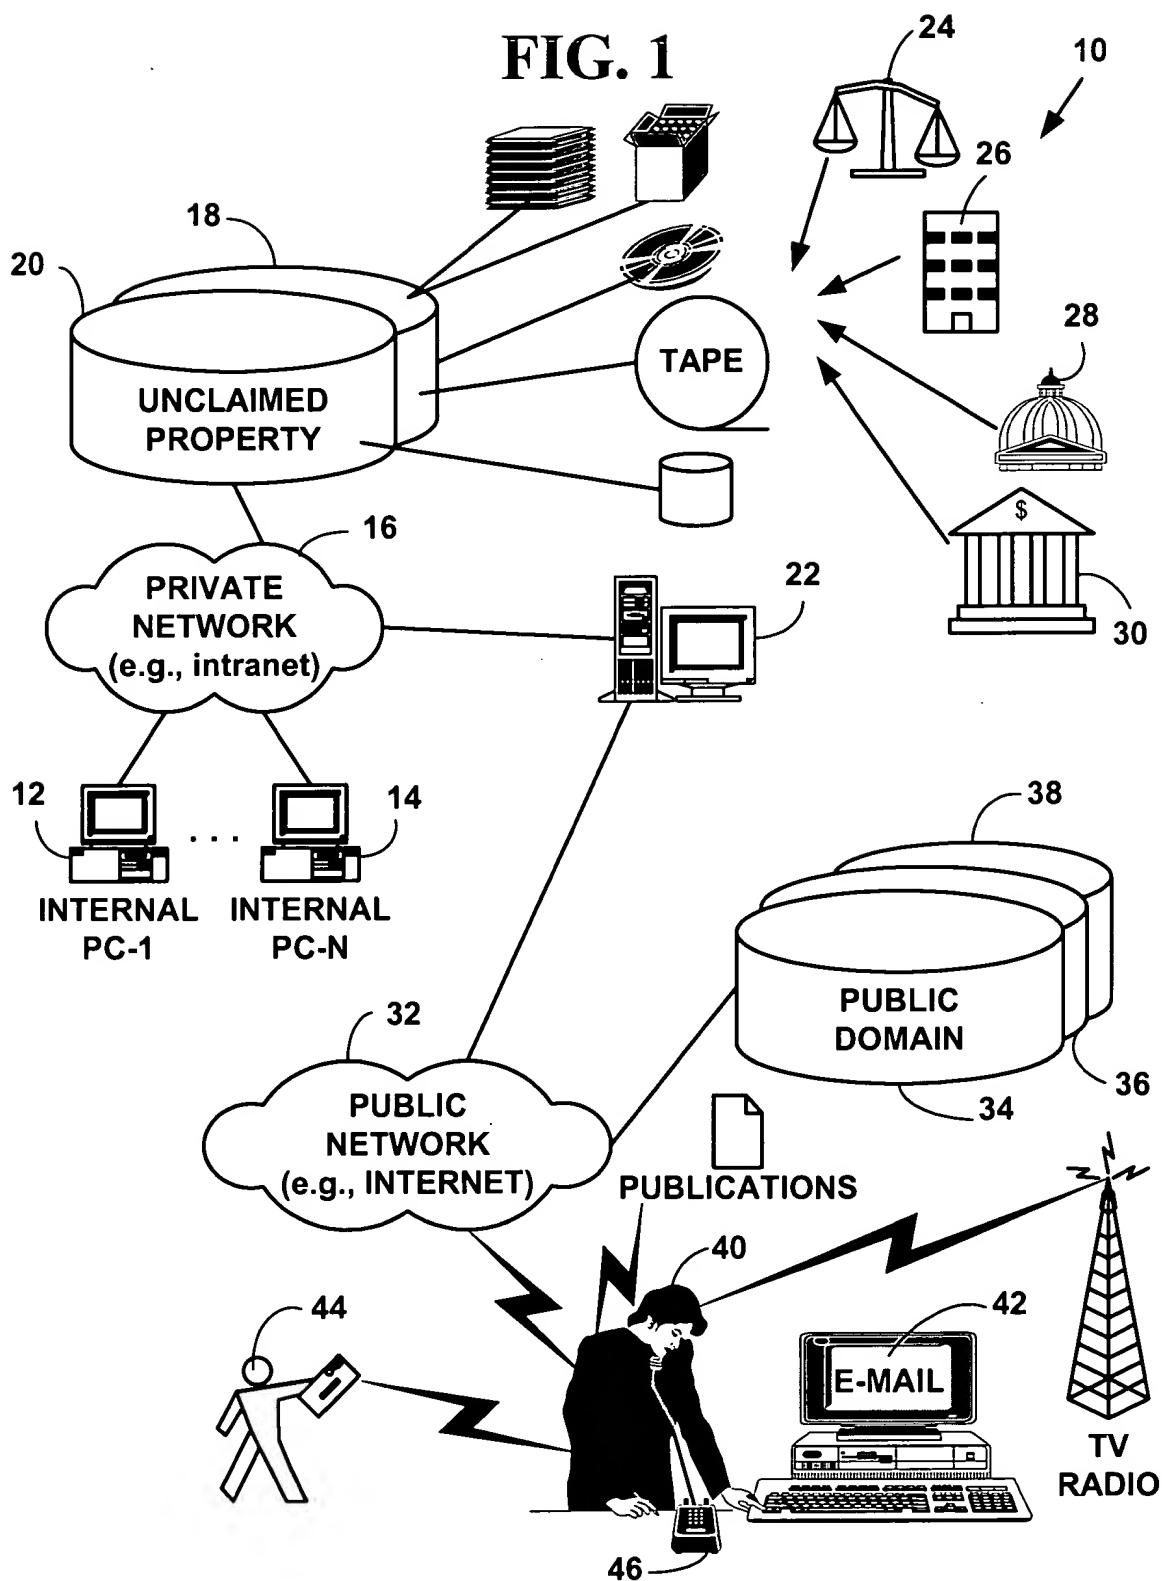 FIG. 1
24
10
26
18
20
28
TAPE
UNCLAIMED
PROPERTY
$
16
30
PRIVATE
NETWORK
(e.g., intranet)
22
12
14
. . .
INTERNAL
PC-1
INTERNAL
PC-N
38
PUBLIC
DOMAIN
32
36
34
PUBLIC
NETWORK
(e.g., INTERNET)
PUBLICATIONS
40
44
42
E-MAIL
TV
RADIO
46